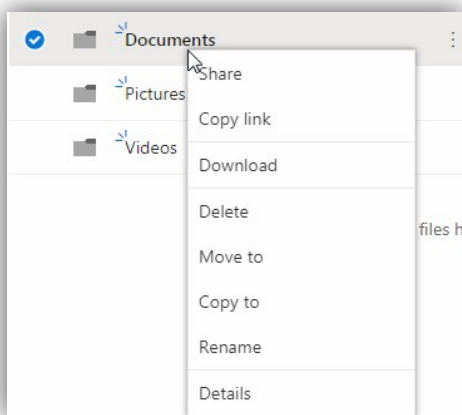 Documents
Share
Pictures
Copy link
Videos
Download
Delete
files h
Move to
Copy to
Rename
Details